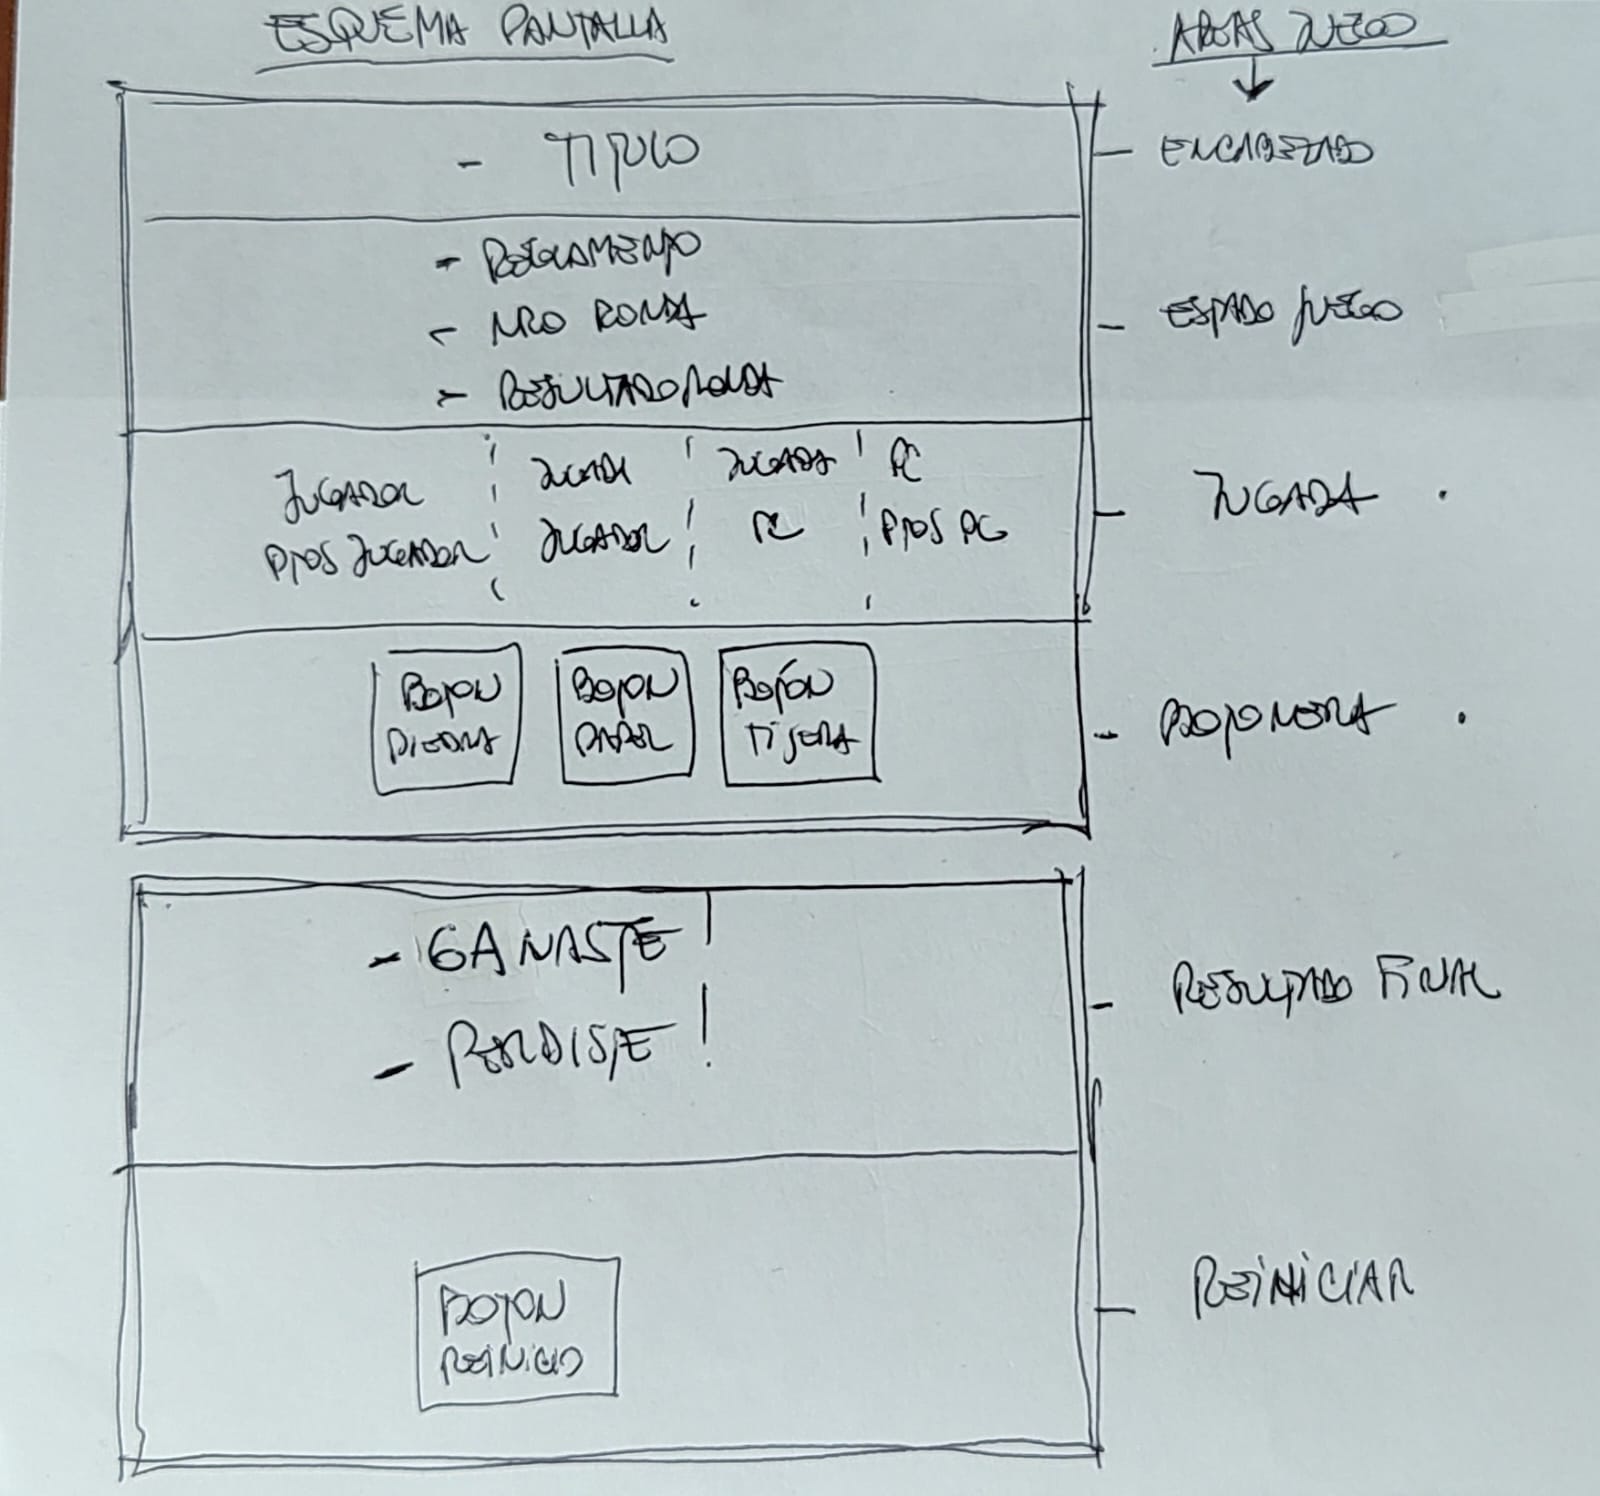 ESQUEMA PANTALLA
AREAS JUEGO
- TITULO
- ENCABEZADO
- REGLAMENTO
- NRO RONDA
- RESULTADO RONDA
- ESTADO JUEGO
JUGADOR
PTOS JUGADOR
JUGADA
JUGADOR
JUGADA
PC
PC
PTOS PC
- JUGADA
BOTON
PIEDRA
BOTON
PAPEL
BOTÓN
TIJERA
- BOTONERA
- GANASTE!
- PERDISTE!
- RESULTADO FINAL
BOTON
REINICIO
- REINICIAR